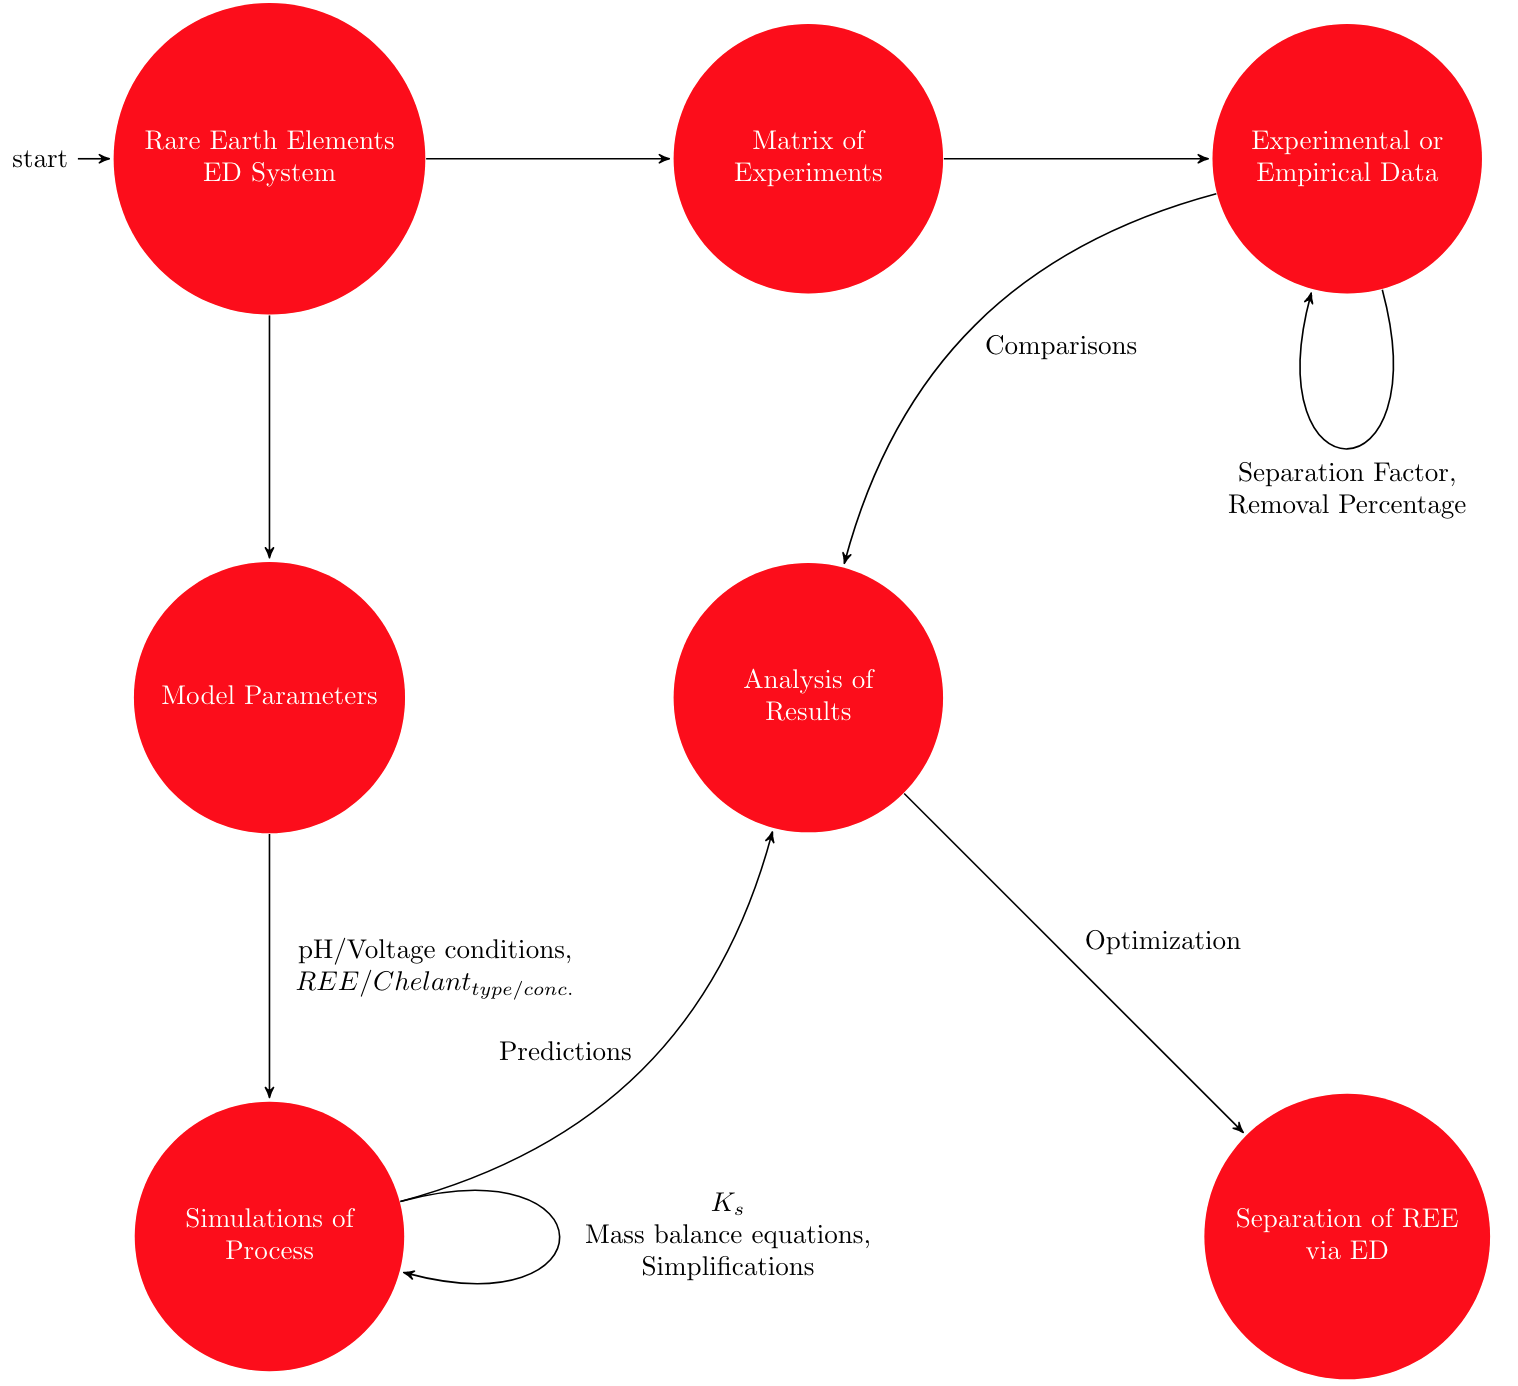 start
Rare Earth Elements
ED System
Matrix of
Experiments
Experimental or
Empirical Data
Comparisons
Separation Factor,
Removal Percentage
Model Parameters
Analysis of
Results
pH/Voltage conditions,
REE/Chelant_{type/conc.}
Optimization
Predictions
Simulations of
Process
K_s
Mass balance equations,
Simplifications
Separation of REE
via ED